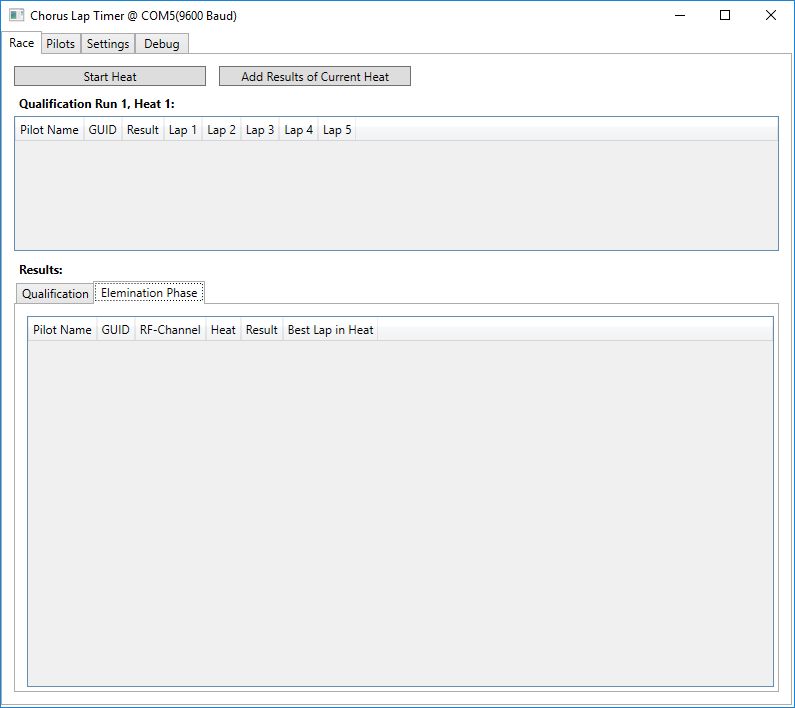 Chorus Lap Timer @ COM5(9600 Baud)
Race Pilots Settings Debug
Start Heat Add Results of Current Heat
Qualification Run 1, Heat 1:
Pilot Name GUID Result Lap 1 Lap 2 Lap 3 Lap 4 Lap 5
Results:
Qualification Elemination Phase
Pilot Name GUID RF-Channel Heat Result Best Lap in Heat